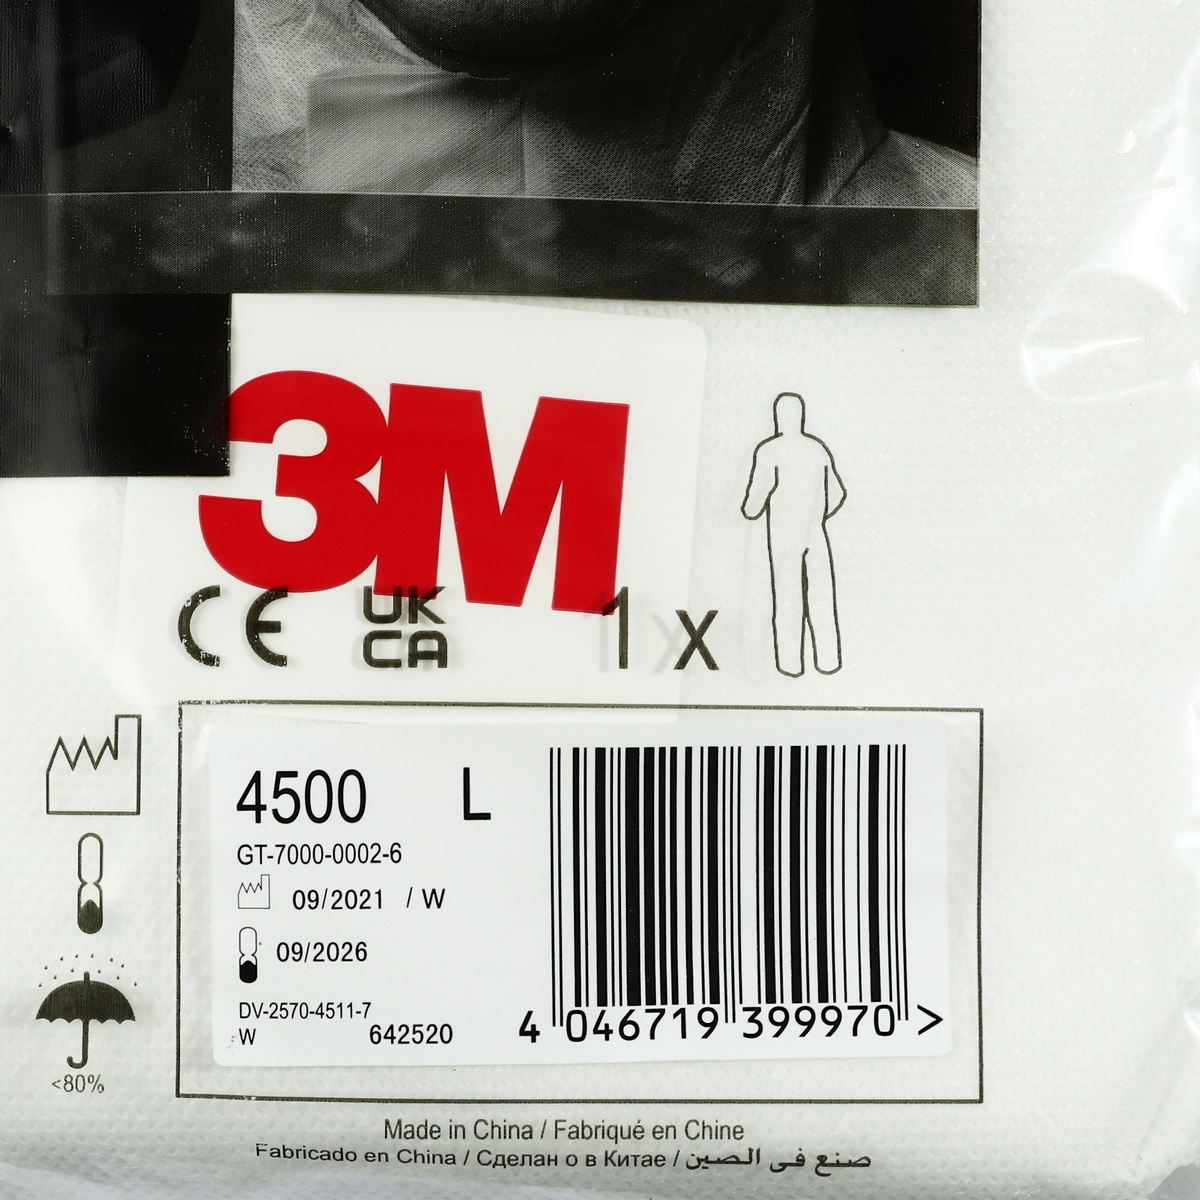 3M
CE UK CA 1 x
4500 L
GT-7000-0002-6
09/2021 / W
09/2026
DV-2570-4511-7
W 642520
4 046719 399970 >
<80%
Made in China / Fabriqué en Chine
Fabricado en China / Сделан о в Китае / صنع في الصين